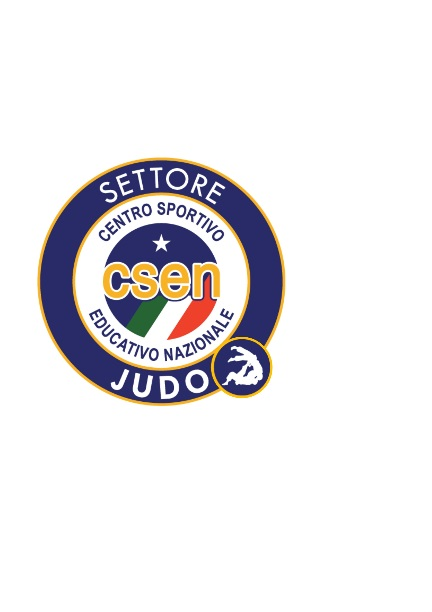 SETTORE
CENTRO SPORTIVO
csen
EDUCATIVO NAZIONALE
JUDO